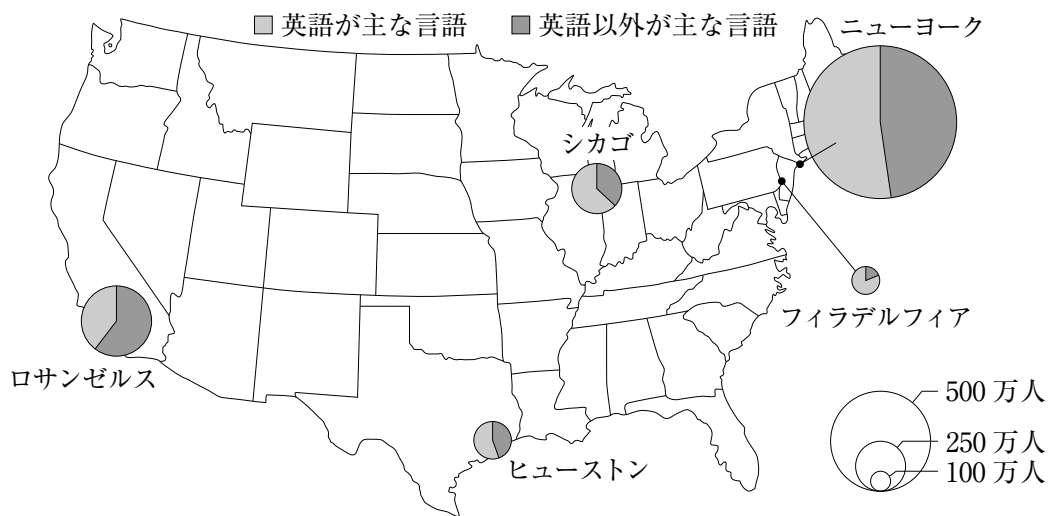 英語が主な言語 英語以外が主な言語
ニューヨーク
シカゴ
フィラデルフィア
ロサンゼルス
ヒューストン
500 万人
250 万人
100 万人